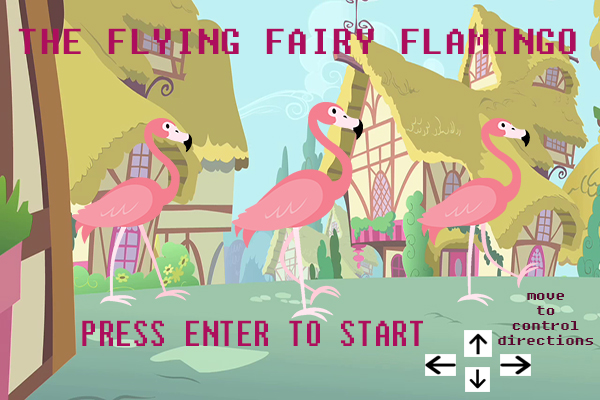 THE FLYING FAIRY FLAMINGO
move
to
control
directions
PRESS ENTER TO START